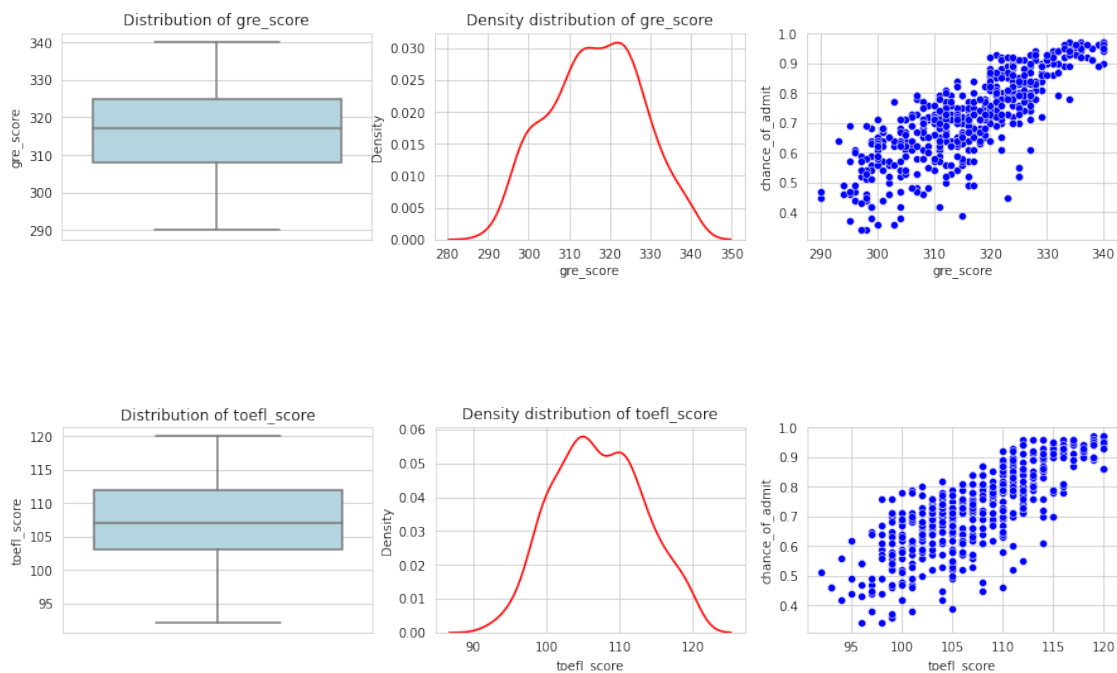 Distribution of gre_score
340
330
320
310
300
290
gre_score
Density distribution of gre_score
0.030
0.025
0.020
0.015
0.010
0.005
0.000
Density
280 290 300 310 320 330 340 350
gre_score
1.0
0.9
0.8
0.7
0.6
0.5
0.4
chance_of_admit
290 300 310 320 330 340
gre_score
Distribution of toefl_score
120
115
110
105
100
95
toefl_score
Density distribution of toefl_score
0.06
0.05
0.04
0.03
0.02
0.01
0.00
Density
90 100 110 120
toefl_score
1.0
0.9
0.8
0.7
0.6
0.5
0.4
chance_of_admit
95 100 105 110 115 120
toefl_score